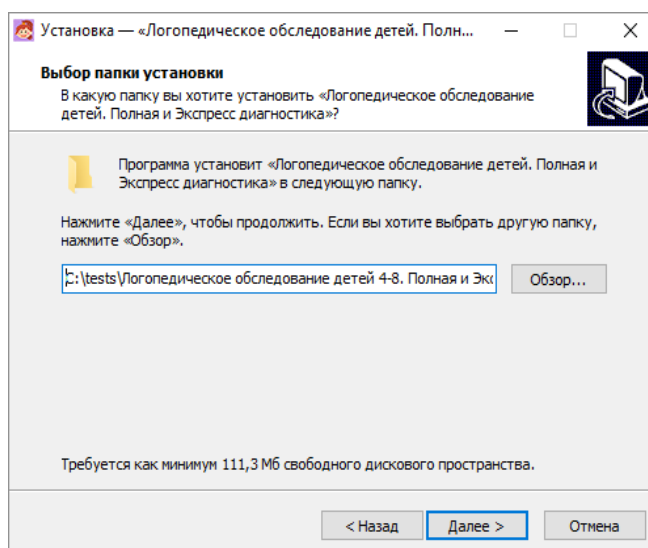 Установка — «Логопедическое обследование детей. Полн...
Выбор папки установки
В какую папку вы хотите установить «Логопедическое обследование
детей. Полная и Экспресс диагностика»?
Программа установит «Логопедическое обследование детей. Полная и
Экспресс диагностика» в следующую папку.
Нажмите «Далее», чтобы продолжить. Если вы хотите выбрать другую папку,
нажмите «Обзор».
C:\tests\Логопедическое обследование детей 4-8. Полная и Экс
Обзор...
Требуется как минимум 111,3 Мб свободного дискового пространства.
< Назад
Далее >
Отмена